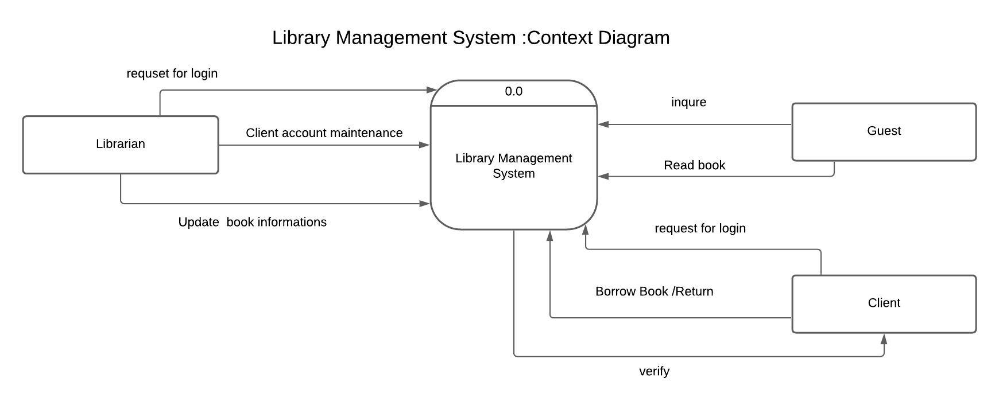 Library Management System :Context Diagram
requset for login
0.0
inqure
Guest
Client account maintenance
Librarian
Library Management
System
Read book
Update  book informations
request for login
Borrow Book /Return
Client
verify